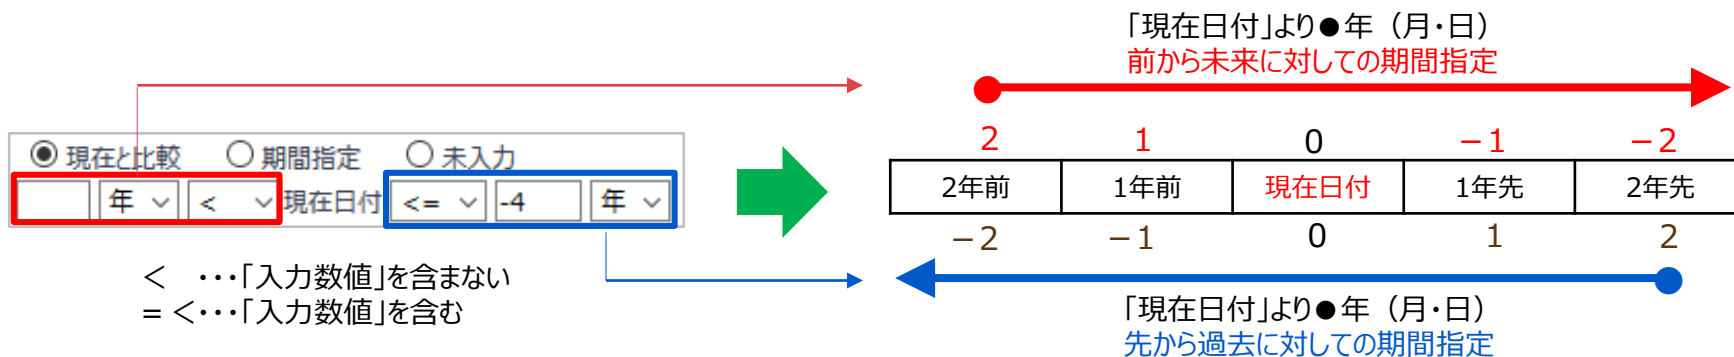 「現在日付」より●年（月・日）
前から未来に対しての期間指定
現在と比較 期間指定 未入力
年 < 現在日付 <= -4 年
＜ ・・・「入力数値」を含まない
=＜・・・「入力数値」を含む
2 1 0 －1 －2
2年前 1年前 現在日付 1年先 2年先
－2 －1 0 1 2
「現在日付」より●年（月・日）
先から過去に対しての期間指定